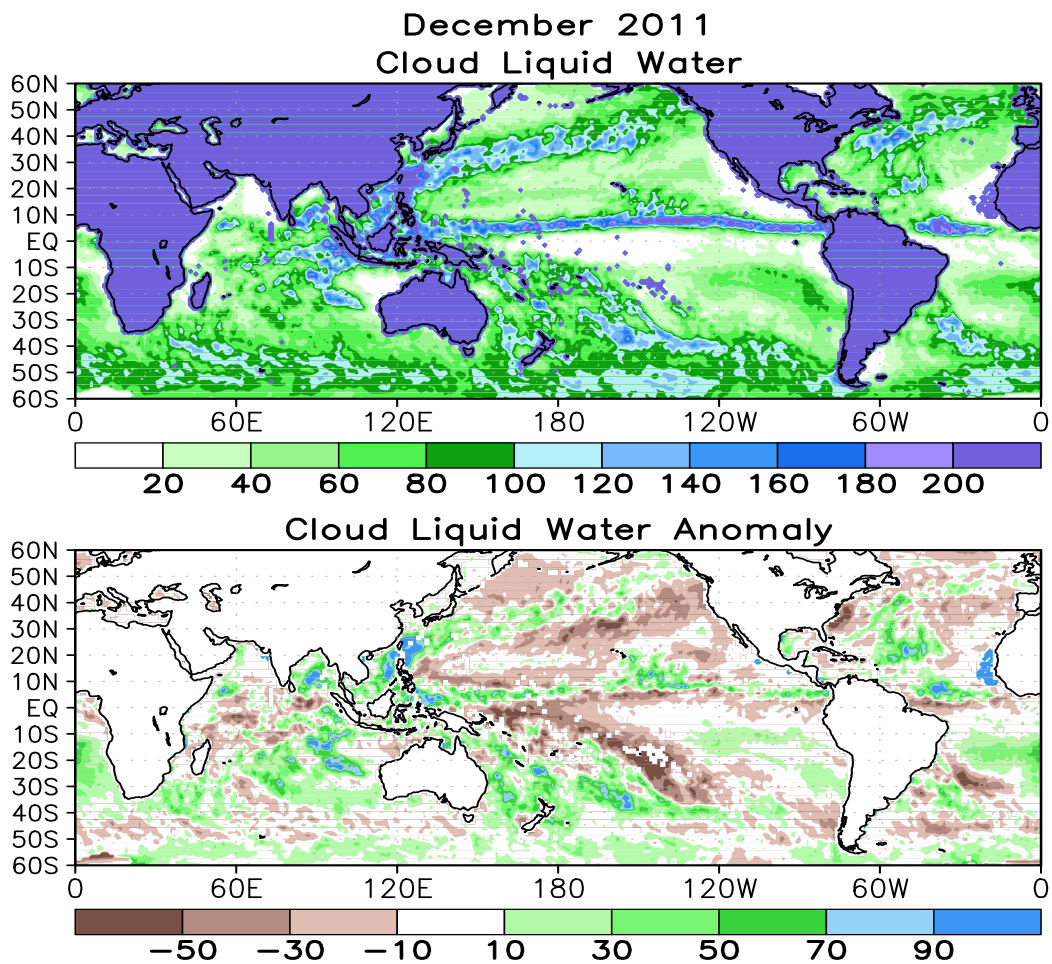 December 2011
Cloud Liquid Water
60N
50N
40N
30N
20N
10N
EQ
10S
20S
30S
40S
50S
60S
0 60E 120E 180 120W 60W 0
20 40 60 80 100 120 140 160 180 200
Cloud Liquid Water Anomaly
60N
50N
40N
30N
20N
10N
EQ
10S
20S
30S
40S
50S
60S
0 60E 120E 180 120W 60W 0
−50 −30 −10 10 30 50 70 90